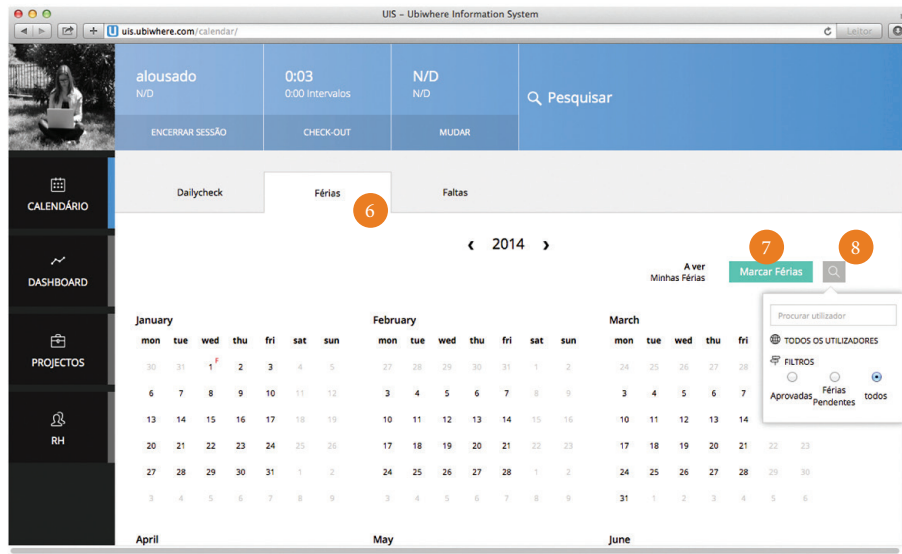 UIS – Ubiwhere Information System
uis.ubiwhere.com/calendar/
Leitor
alousado
N/D
0:03
0:00 Intervalos
N/D
N/D
Pesquisar
ENCERRAR SESSÃO
CHECK-OUT
MUDAR
CALENDÁRIO
DASHBOARD
PROJECTOS
RH
Dailycheck
Férias
Faltas
6
2014
7
8
A ver
Minhas Férias
Marcar Férias
Procurar utilizador
TODOS OS UTILIZADORES
FILTROS
Aprovadas
Férias
Pendentes
todos
January
mon tue wed thu fri sat sun
30 31 1 F 2 3 4 5
6 7 8 9 10 11 12
13 14 15 16 17 18 19
20 21 22 23 24 25 26
27 28 29 30 31 1 2
3 4 5 6 7 8 9
February
mon tue wed thu fri sat sun
27 28 29 30 31 1 2
3 4 5 6 7 8 9
10 11 12 13 14 15 16
17 18 19 20 21 22 23
24 25 26 27 28 1 2
3 4 5 6 7 8 9
March
mon tue wed thu fri
24 25 26 27 28
3 4 5 6 7
10 11 12 13 14
17 18 19 20 21 22 23
24 25 26 27 28 29 30
31 1 2 3 4 5 6
April
May
June